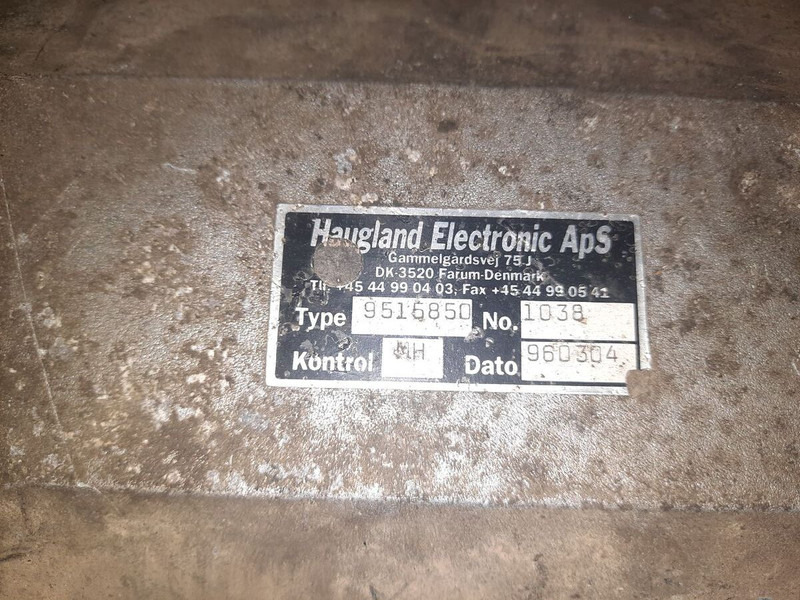 Haugland Electronic ApS
Gammelgårdsvej 75 J
DK-3520 Farum-Denmark
Tlf. +45 44 99 04 03, Fax +45 44 99 05 41
Type 9516850 No. 1038
Kontrol Dato 960304